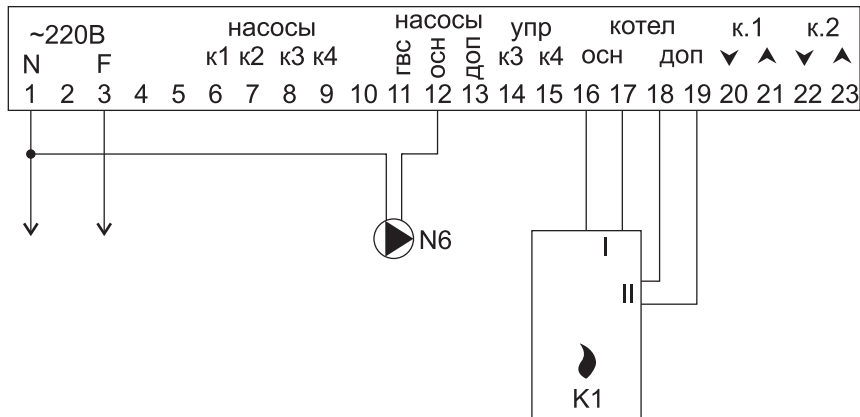 насосы насосы упр котел к.1 к.2
~220В гвс осн доп
N F к1 к2 к3 к4 к3 к4 осн доп
1 2 3 4 5 6 7 8 9 10 11 12 13 14 15 16 17 18 19 20 21 22 23
N6
I
II
K1